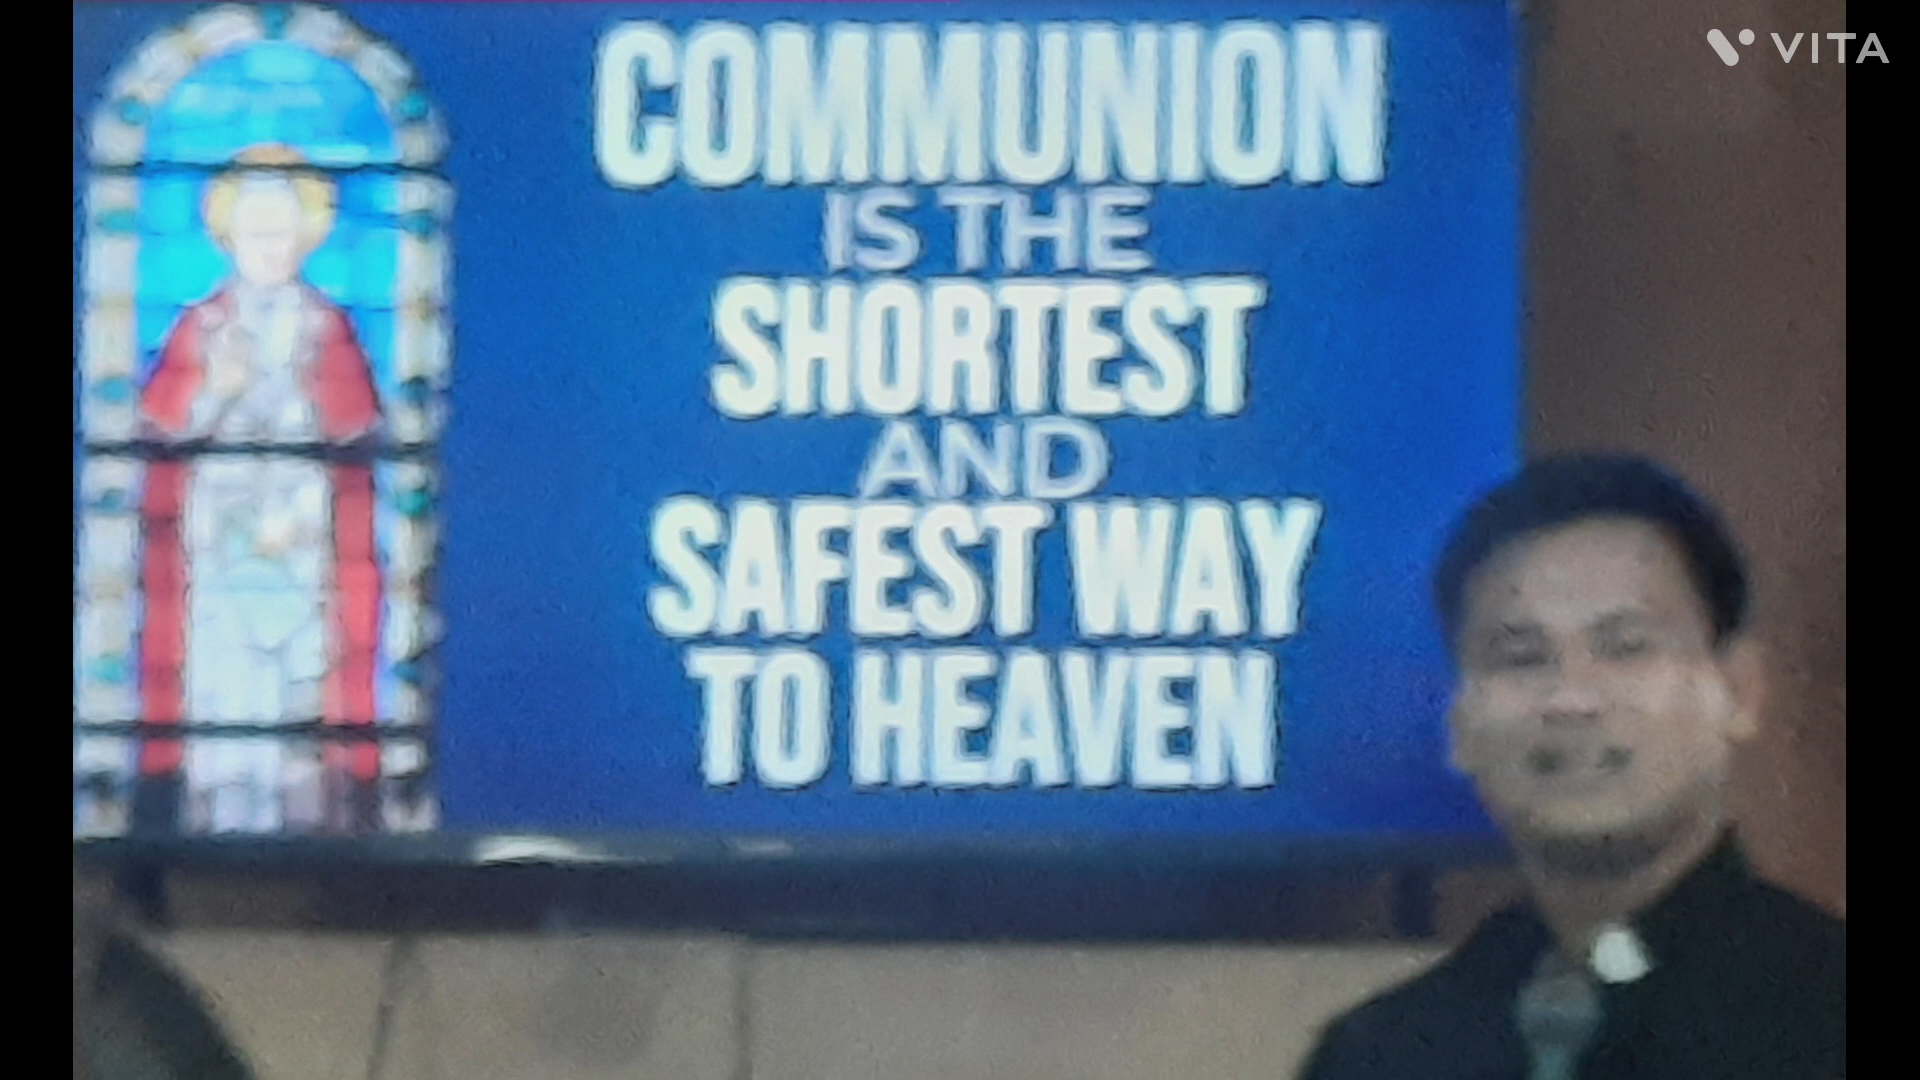 COMMUNION
IS THE
SHORTEST
AND
SAFEST WAY
TO HEAVEN
VITA